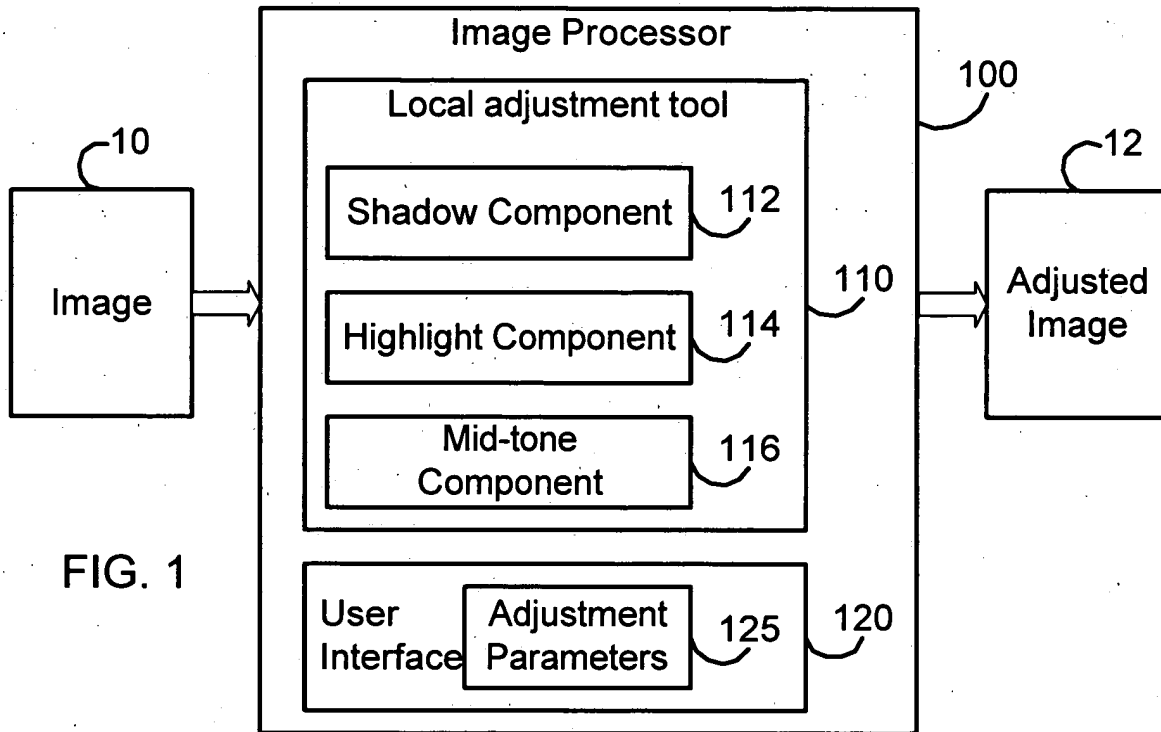 Image Processor
Local adjustment tool
100
10
12
Shadow Component
112
Image
110
Adjusted
Image
Highlight Component
114
Mid-tone
Component
116
FIG. 1
User
Interface
Adjustment
Parameters
125
120